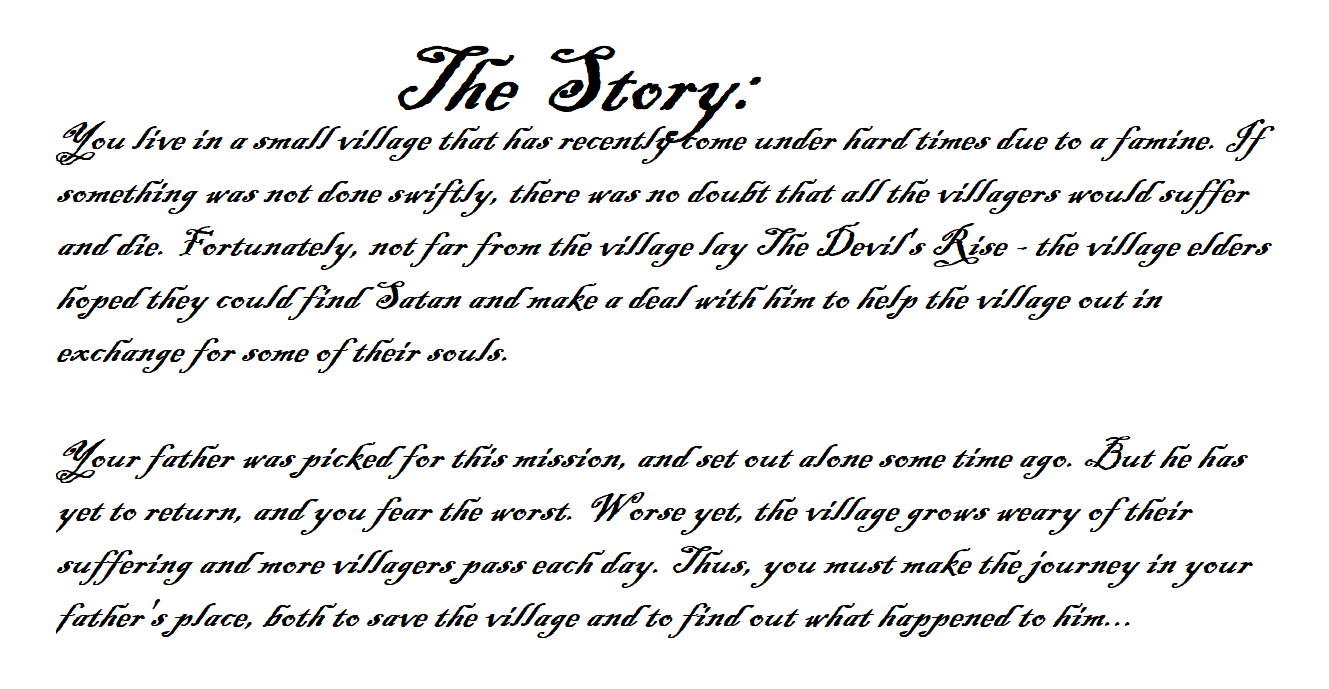 The Story:
You live in a small village that has recently come under hard times due to a famine. If
something was not done swiftly, there was no doubt that all the villagers would suffer
and die. Fortunately, not far from the village lay The Devil's Rise - the village elders
hoped they could find Satan and make a deal with him to help the village out in
exchange for some of their souls.
Your father was picked for this mission, and set out alone some time ago. But he has
yet to return, and you fear the worst. Worse yet, the village grows weary of their
suffering and more villagers pass each day. Thus, you must make the journey in your
father's place, both to save the village and to find out what happened to him...